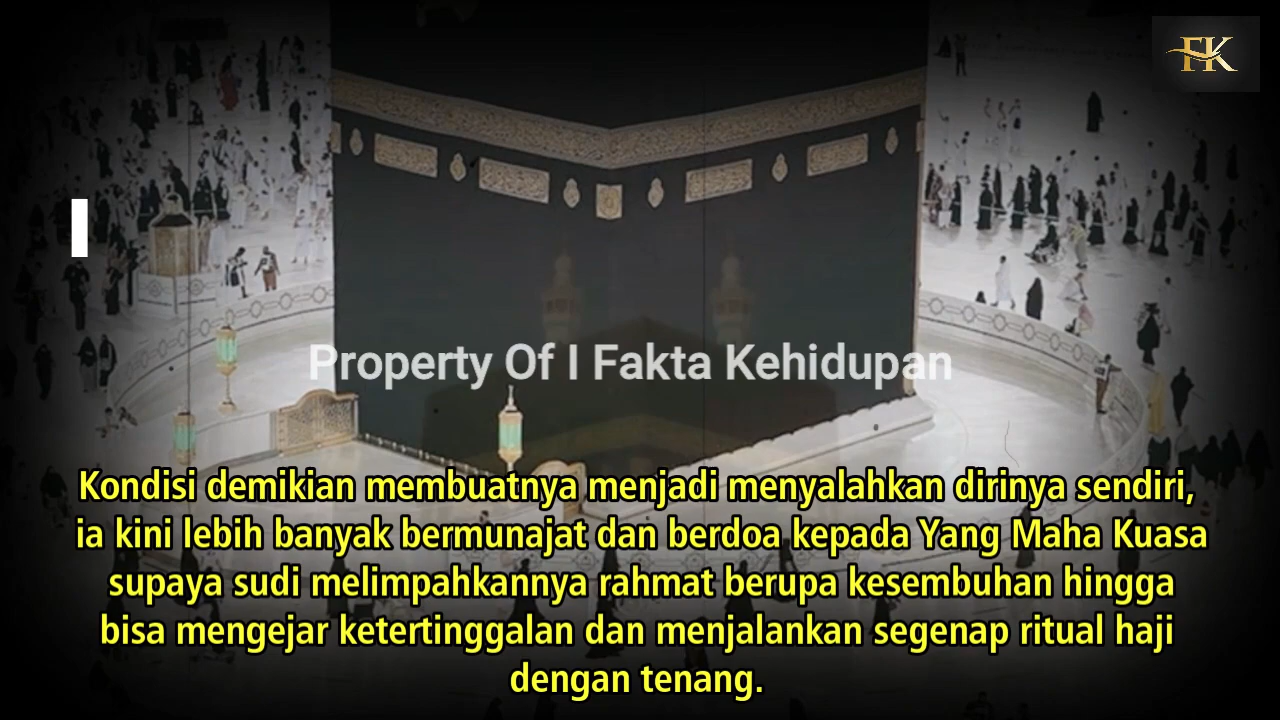 FK
I
Property Of I Fakta Kehidupan
Kondisi demikian membuatnya menjadi menyalahkan dirinya sendiri,
ia kini lebih banyak bermunajat dan berdoa kepada Yang Maha Kuasa
supaya sudi melimpahkannya rahmat berupa kesembuhan hingga
bisa mengejar ketertinggalan dan menjalankan segenap ritual haji
dengan tenang.